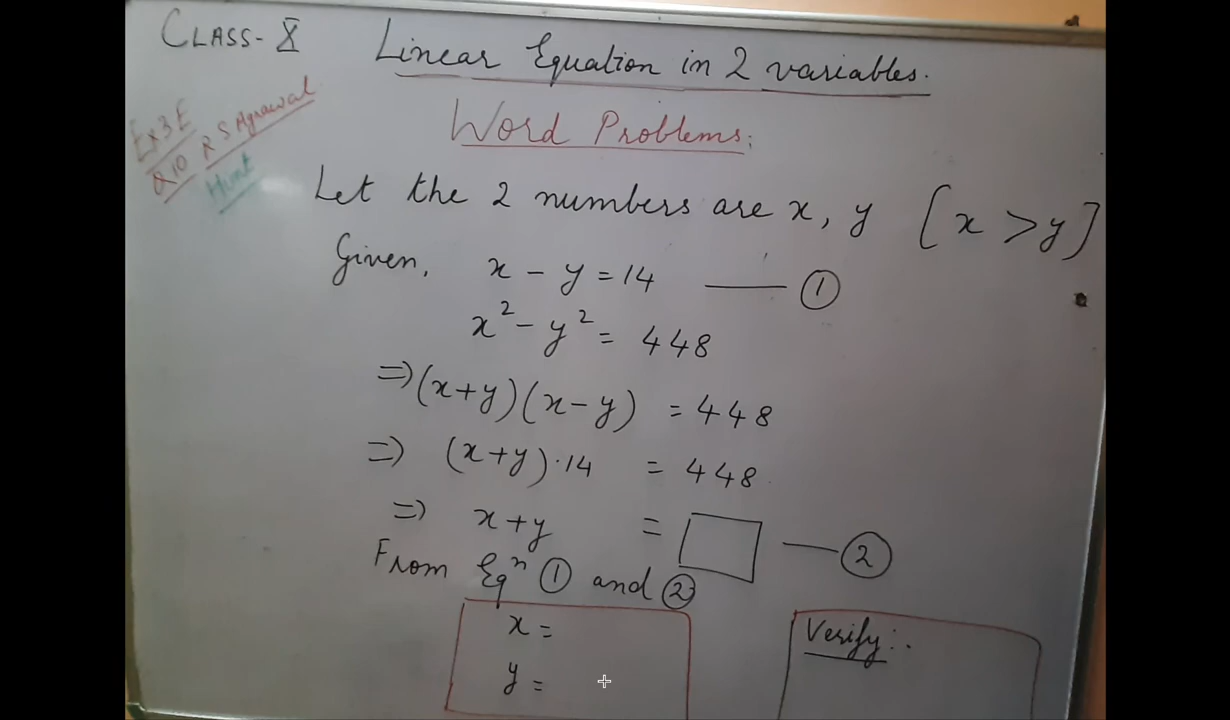 CLASS-X
Linear Equation in 2 variables.
Ex3E
Q10 R S Agrawal
Hint
Word Problems:
Let the 2 numbers are x, y [x > y]
Given, x - y = 14 —— ①
x² - y² = 448
⇒ (x+y)(x-y) = 448
⇒ (x+y)·14 = 448
⇒ x+y = □ —— ②
From Eqⁿ ① and ②
x =
y =
Verify:.